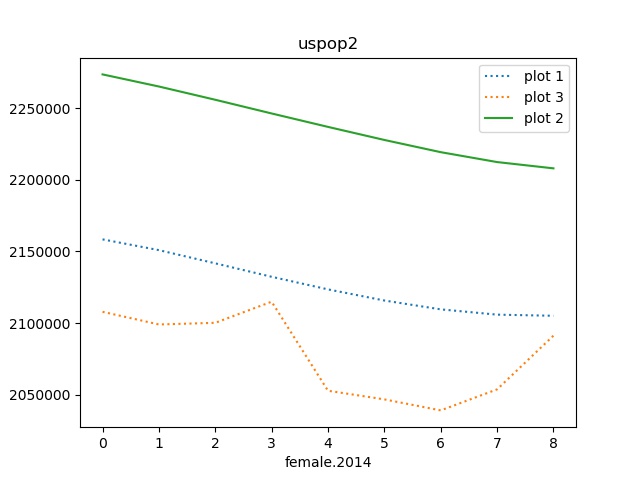 uspop2
plot 1
plot 3
plot 2
2250000
2200000
2150000
2100000
2050000
0 1 2 3 4 5 6 7 8
female.2014